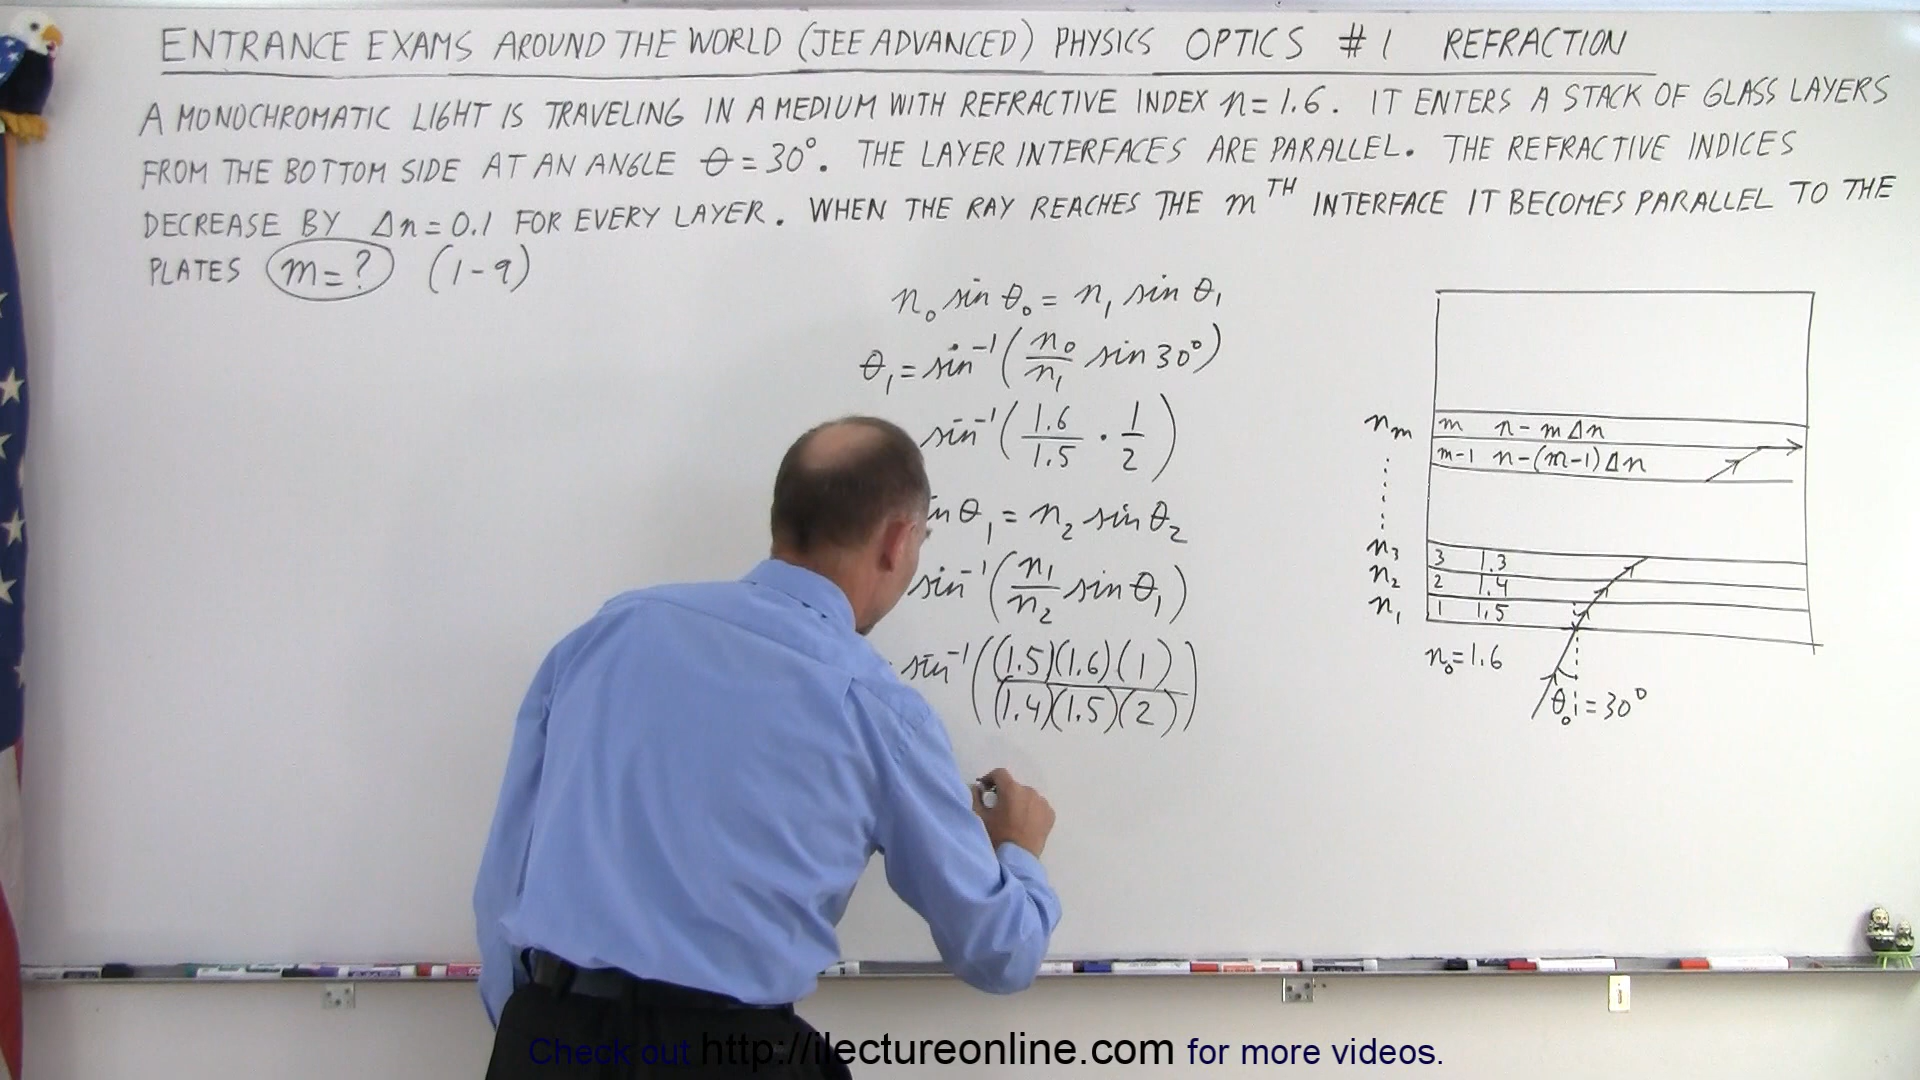 ENTRANCE EXAMS AROUND THE WORLD (JEE ADVANCED) PHYSICS OPTICS #1 REFRACTION
A MONOCHROMATIC LIGHT IS TRAVELING IN A MEDIUM WITH REFRACTIVE INDEX n=1.6. IT ENTERS A STACK OF GLASS LAYERS
FROM THE BOTTOM SIDE AT AN ANGLE θ=30°. THE LAYER INTERFACES ARE PARALLEL. THE REFRACTIVE INDICES
DECREASE BY Δn=0.1 FOR EVERY LAYER. WHEN THE RAY REACHES THE m^TH INTERFACE IT BECOMES PARALLEL TO THE
PLATES m=? (1-9)
n₀ sin θ₀ = n₁ sin θ₁
θ₁ = sin⁻¹(n₀/n₁ sin 30°)
sin⁻¹(1.6/1.5 · 1/2)
in θ₁ = n₂ sin θ₂
sin⁻¹(n₁/n₂ sin θ₁)
sin⁻¹((1.5)(1.6)(1)/(1.4)(1.5)(2))
n_m m n-mΔn
m-1 n-(m-1)Δn
n₃ 3 1.3
n₂ 2 1.4
n₁ 1 1.5
n₀=1.6
θ₀i=30°
Check out http://ilectureonline.com for more videos.